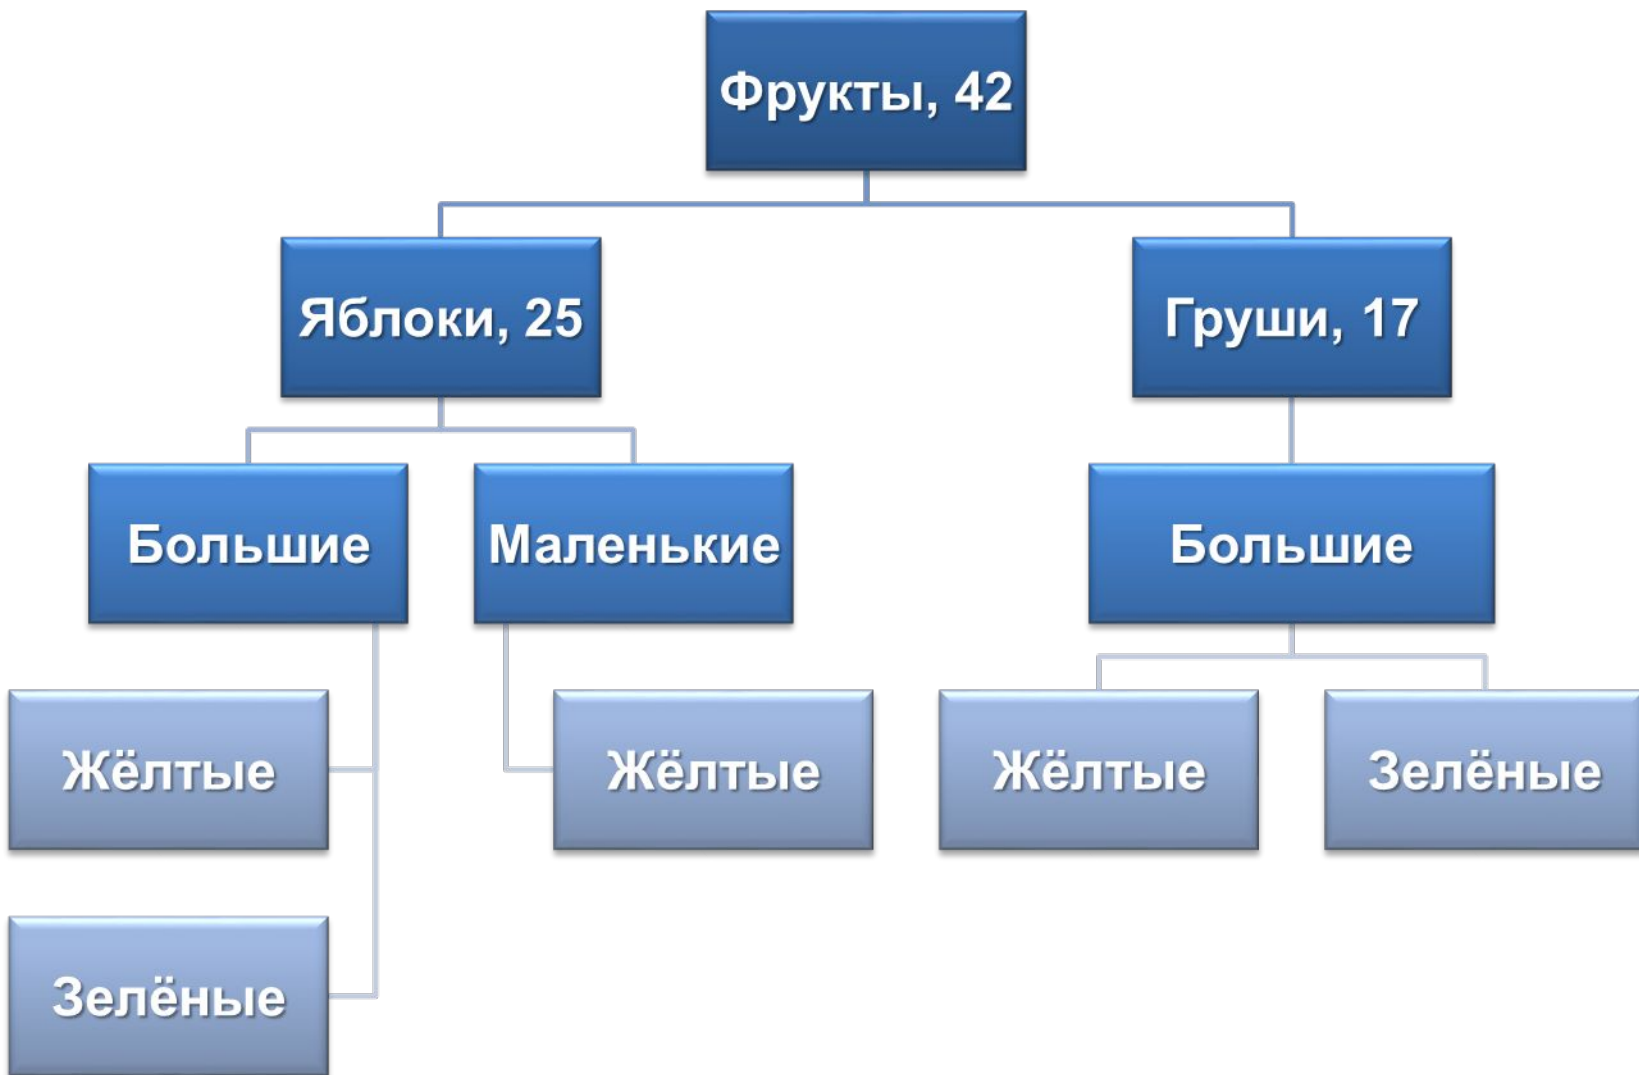 Фрукты, 42
Яблоки, 25
Груши, 17
Большие
Маленькие
Большие
Жёлтые
Жёлтые
Жёлтые
Зелёные
Зелёные